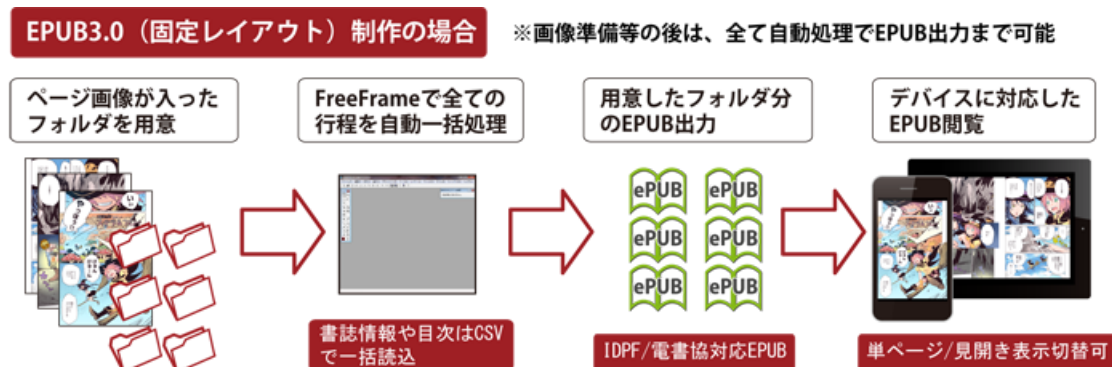 EPUB3.0（固定レイアウト）制作の場合
※画像準備等の後は、全て自動処理でEPUB出力まで可能
ページ画像が入った
フォルダを用意
FreeFrameで全ての
行程を自動一括処理
用意したフォルダ分
のEPUB出力
デバイスに対応した
EPUB閲覧
ePUB
ePUB
ePUB
ePUB
ePUB
ePUB
書誌情報や目次はCSV
で一括読込
IDPF/電書協対応EPUB
単ページ/見開き表示切替可